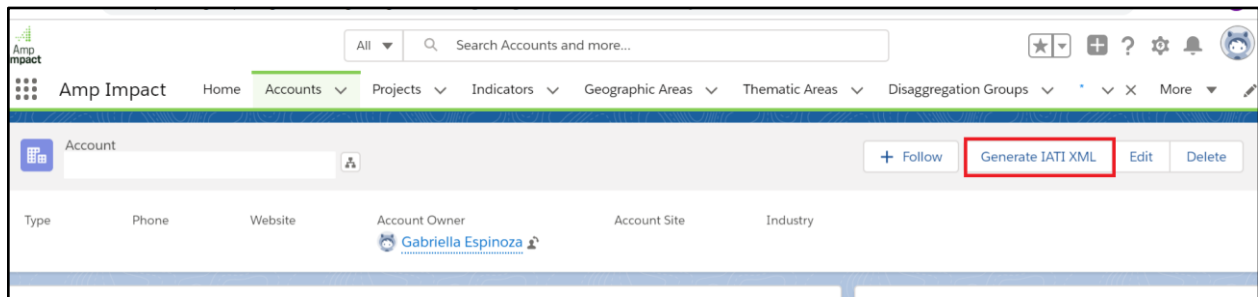 Amp
Impact
All
Search Accounts and more...
Amp Impact Home Accounts Projects Indicators Geographic Areas Thematic Areas Disaggregation Groups * More
Account
+ Follow Generate IATI XML Edit Delete
Type Phone Website Account Owner Account Site Industry
Gabriella Espinoza